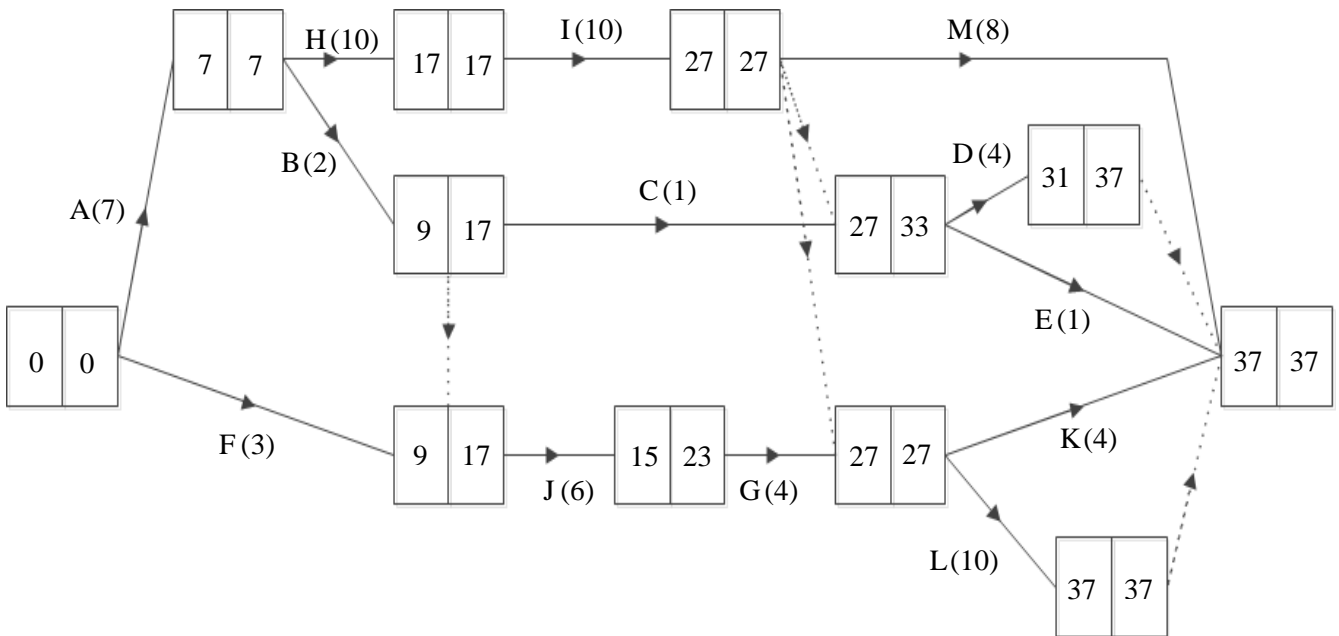 H(10)
I(10)
M(8)
7 7
17 17
27 27
B(2)
D(4)
31 37
A(7)
C(1)
9 17
27 33
E(1)
0 0
37 37
F(3)
9 17
J(6)
15 23
G(4)
27 27
K(4)
L(10)
37 37